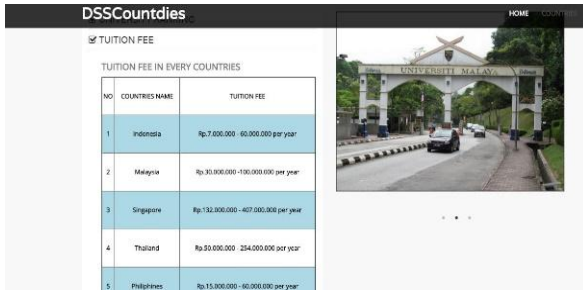 DSSCountdies
HOME
COUNTRIES
TUITION FEE
TUITION FEE IN EVERY COUNTRIES
NO COUNTRIES NAME TUITION FEE
1 Indonesia Rp.7.000.000 - 60.000.000 per year
2 Malaysia Rp.30.000.000 -100.000.000 per year
3 Singapore Rp.132.000.000 - 407.000.000 per year
4 Thailand Rp.50.000.000 - 254.000.000 per year
5 Philiphines Rp.15.000.000 - 60.000.000 per year
UNIVERSITI MALAYA